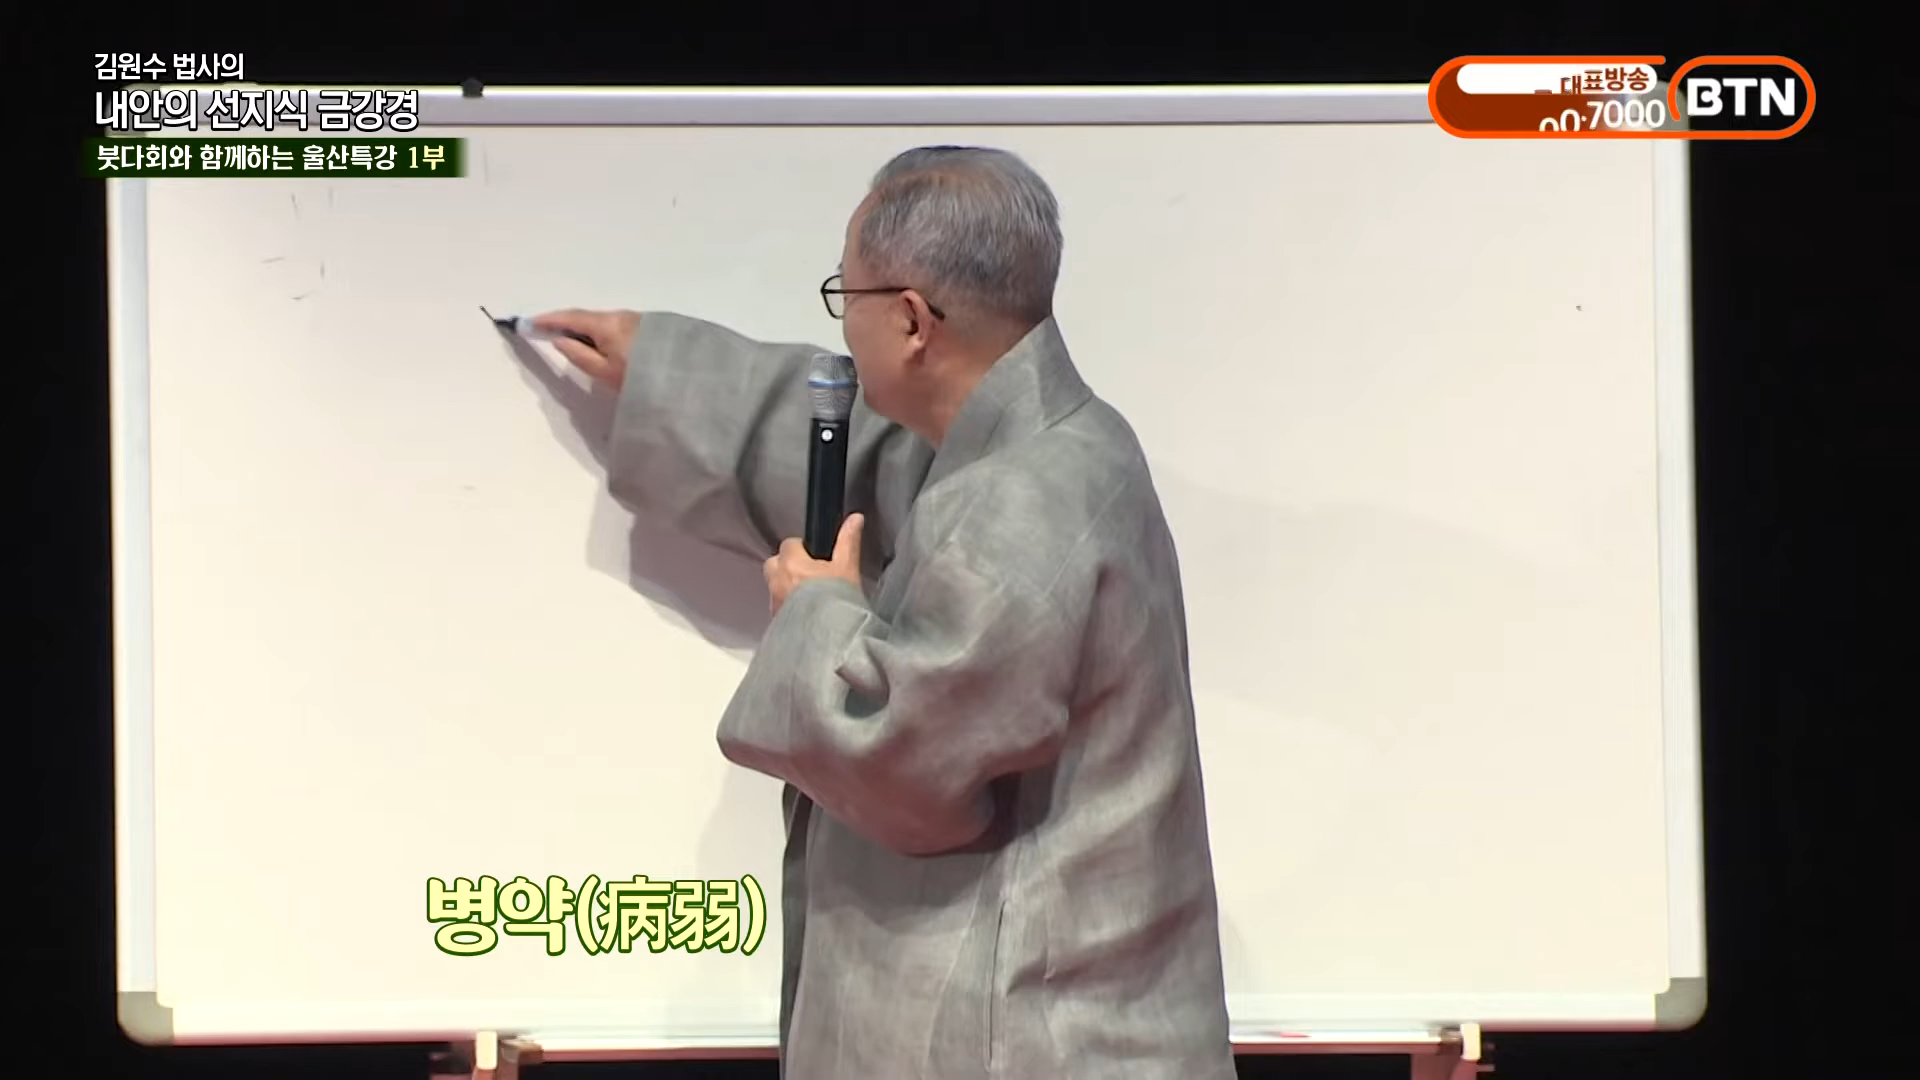 김원수 법사의
내안의 선지식 금강경
붓다회와 함께하는 울산특강 1부
대표방송
00·7000
BTN
병약(病弱)